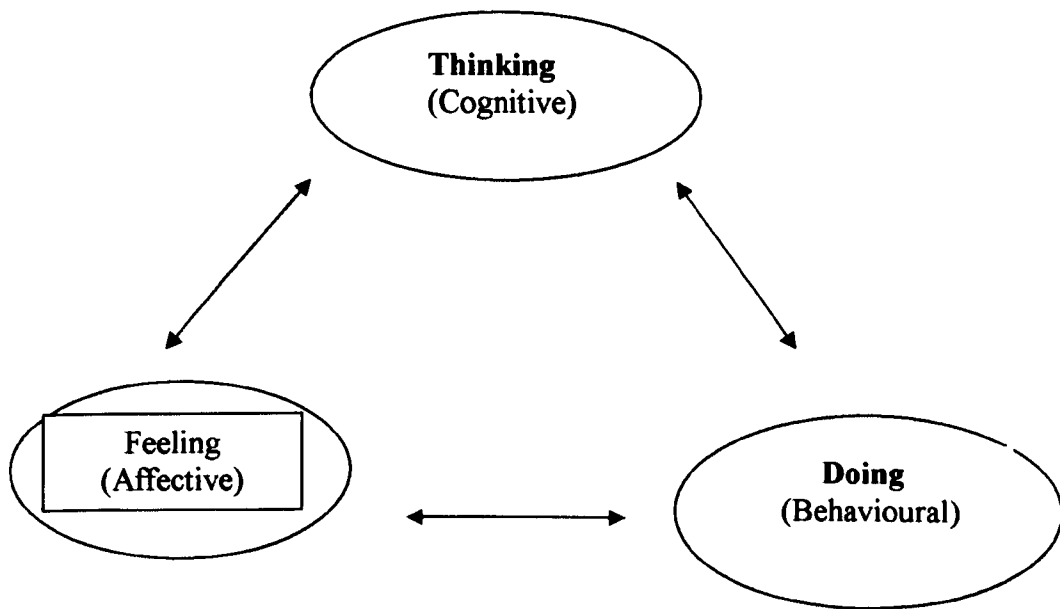 Thinking
(Cognitive)
Feeling
(Affective)
Doing
(Behavioural)